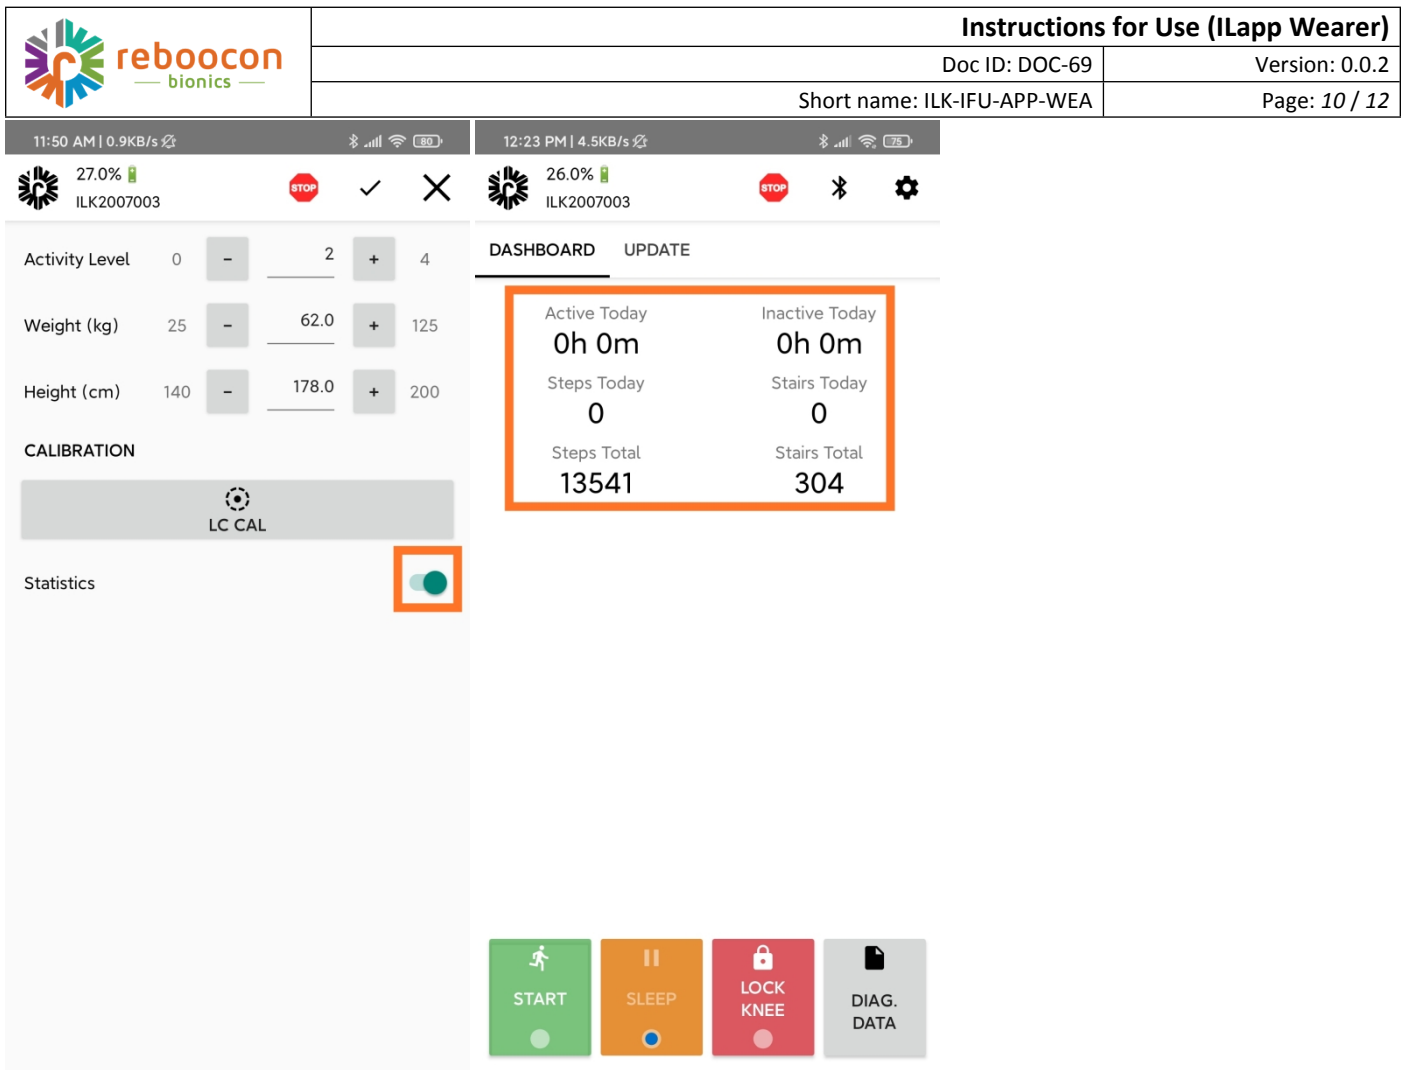 reboocon
bionics
Instructions for Use (ILapp Wearer)
Doc ID: DOC-69
Version: 0.0.2
Short name: ILK-IFU-APP-WEA
Page: 10 / 12
11:50 AM | 0.9KB/s
80
27.0%
ILK2007003
STOP
Activity Level 0 - 2 + 4
Weight (kg) 25 - 62.0 + 125
Height (cm) 140 - 178.0 + 200
CALIBRATION
LC CAL
Statistics
12:23 PM | 4.5KB/s
75
26.0%
ILK2007003
STOP
DASHBOARD UPDATE
Active Today Inactive Today
0h 0m 0h 0m
Steps Today Stairs Today
0 0
Steps Total Stairs Total
13541 304
START
SLEEP
LOCK
KNEE
DIAG.
DATA